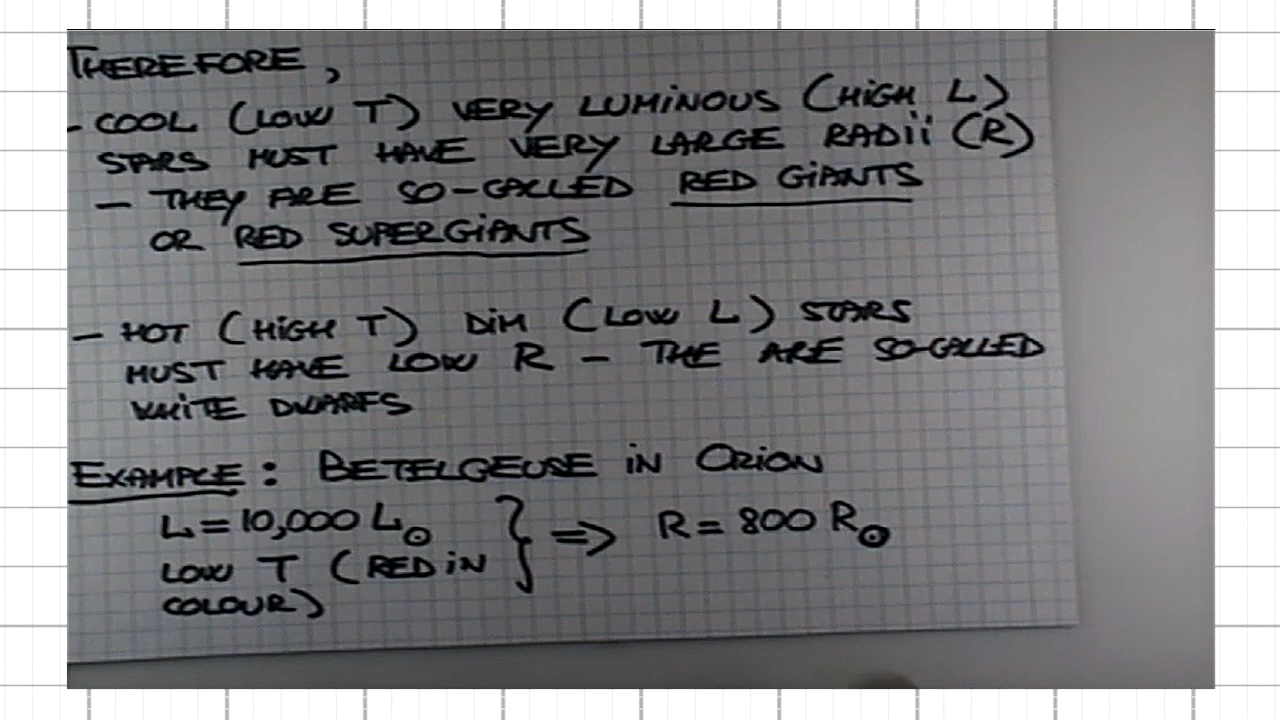 THEREFORE,
- COOL (LOW T) VERY LUMINOUS (HIGH L)
STARS MUST HAVE VERY LARGE RADII (R)
- THEY ARE SO-CALLED RED GIANTS
OR RED SUPERGIANTS
- HOT (HIGH T) DIM (LOW L) STARS
MUST HAVE LOW R - THE ARE SO-CALLED
WHITE DWARFS
EXAMPLE: BETELGEUSE IN ORION
L = 10,000 L⊙ } => R = 800 R⊙
LOW T (RED IN
COLOUR)